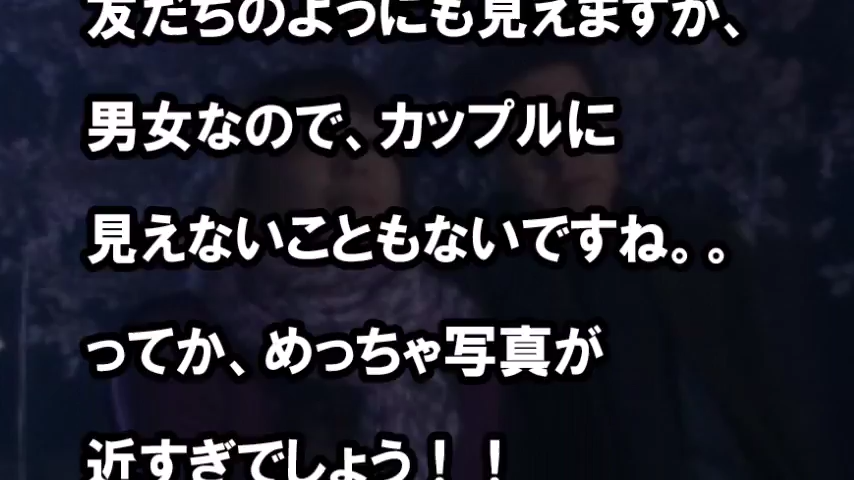 友だちのようにも見えますが、
男女なので、カップルに
見えないこともないですね。。
ってか、めっちゃ写真が
近すぎでしょう！！